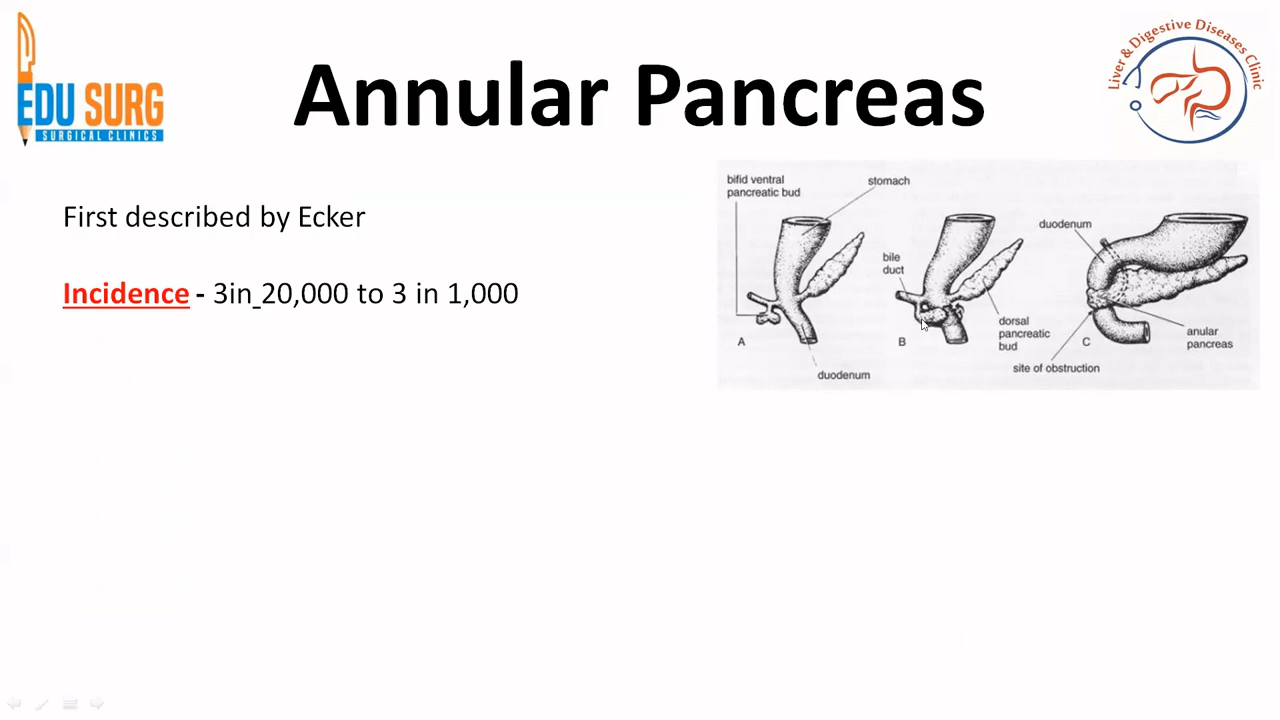 EDU SURG
SURGICAL CLINICS
Annular Pancreas
Liver & Digestive Diseases Clinic
First described by Ecker
Incidence - 3in 20,000 to 3 in 1,000
bifid ventral
pancreatic bud
stomach
A
duodenum
bile
duct
B
dorsal
pancreatic
bud
duodenum
C
site of obstruction
anular
pancreas